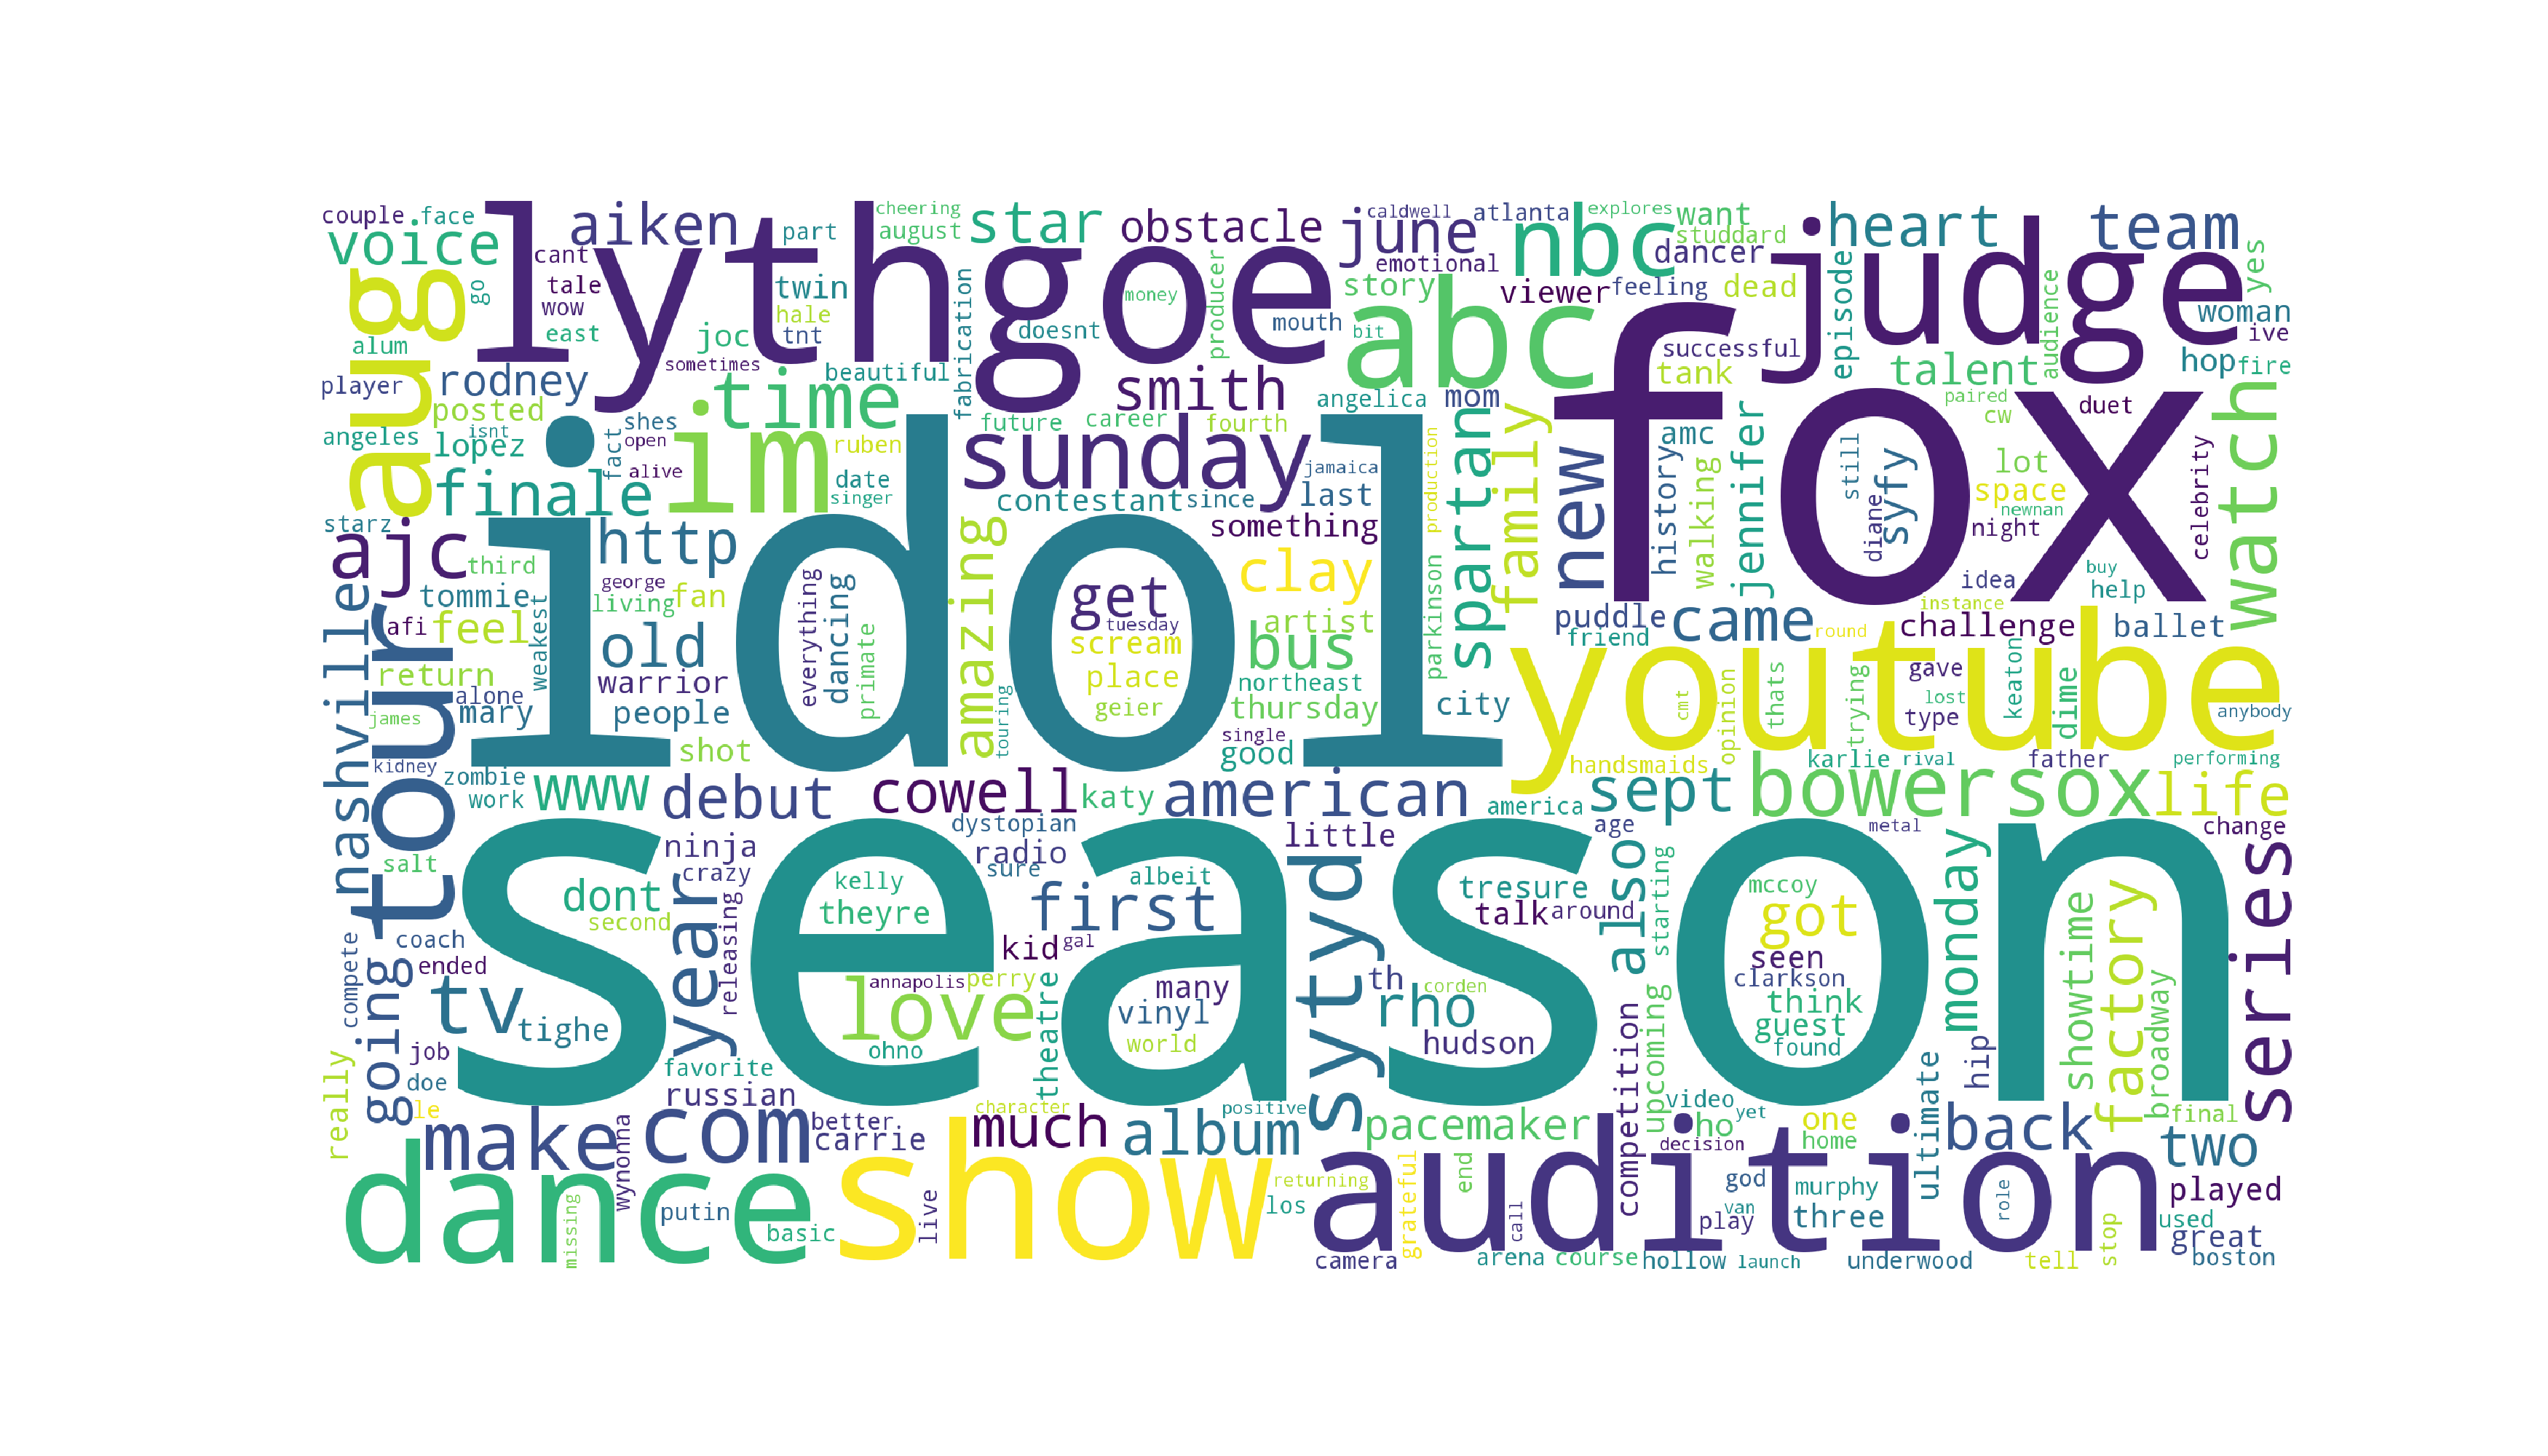 couple face voice aiken part cheering august star obstacle june caldwell atlanta explores want studdard nbc dancer heart team yes
lythgoe judge
cant tale wow go east twin hale tnt joc alum sometimes doesnt money producer mouth emotional story bit viewer feeling dead episode audience woman ive hop fire
aug player rodney time beautiful fabrication smith abc successful tank talent
posted angeles isnt lopez shes open fact alive ruben future career fourth angelica mom fox paired cw duet watch
finale im date singer sunday jamaica contestant since last production spartan family new history amc walking jennifer still syfy diane lot space newnan night celebrity
starz ajc http something
third tommie george living fan amazing get clay idea buy help instance
idol
nashville afi feel weakest old everything dancing primate tuesday scream artist bus parkinson puddle friend came round challenge ballet
return alone warrior people place geier northeast thursday city youtube
james mary shot touring single good cmt opinion thats trying gave lost type keaton dime anybody
tour kidney zombie work www debut cowell katy american america handsmaids sept karlie rival bowersox father performing life
season
salt ninja crazy dystopian radio sure little age metal monday change
dont second year releasing kelly theyre albeit first sytyd tresure talk around also starting mccoy got series
going coach ended compete kid gal seen clarkson
tv tighe love annapolis perry theatre many vinyl world th rho corden think guest found showtime factory broadway
ohno hudson competition upcoming
really job doe le favorite russian character positive video yet one hip ultimate final
make com better carrie much album pacemaker decision ho home back two
dance wynonna show audition
missing putin basic live returning los grateful end call god van play murphy three role played used great
camera arena course hollow launch underwood tell stop boston